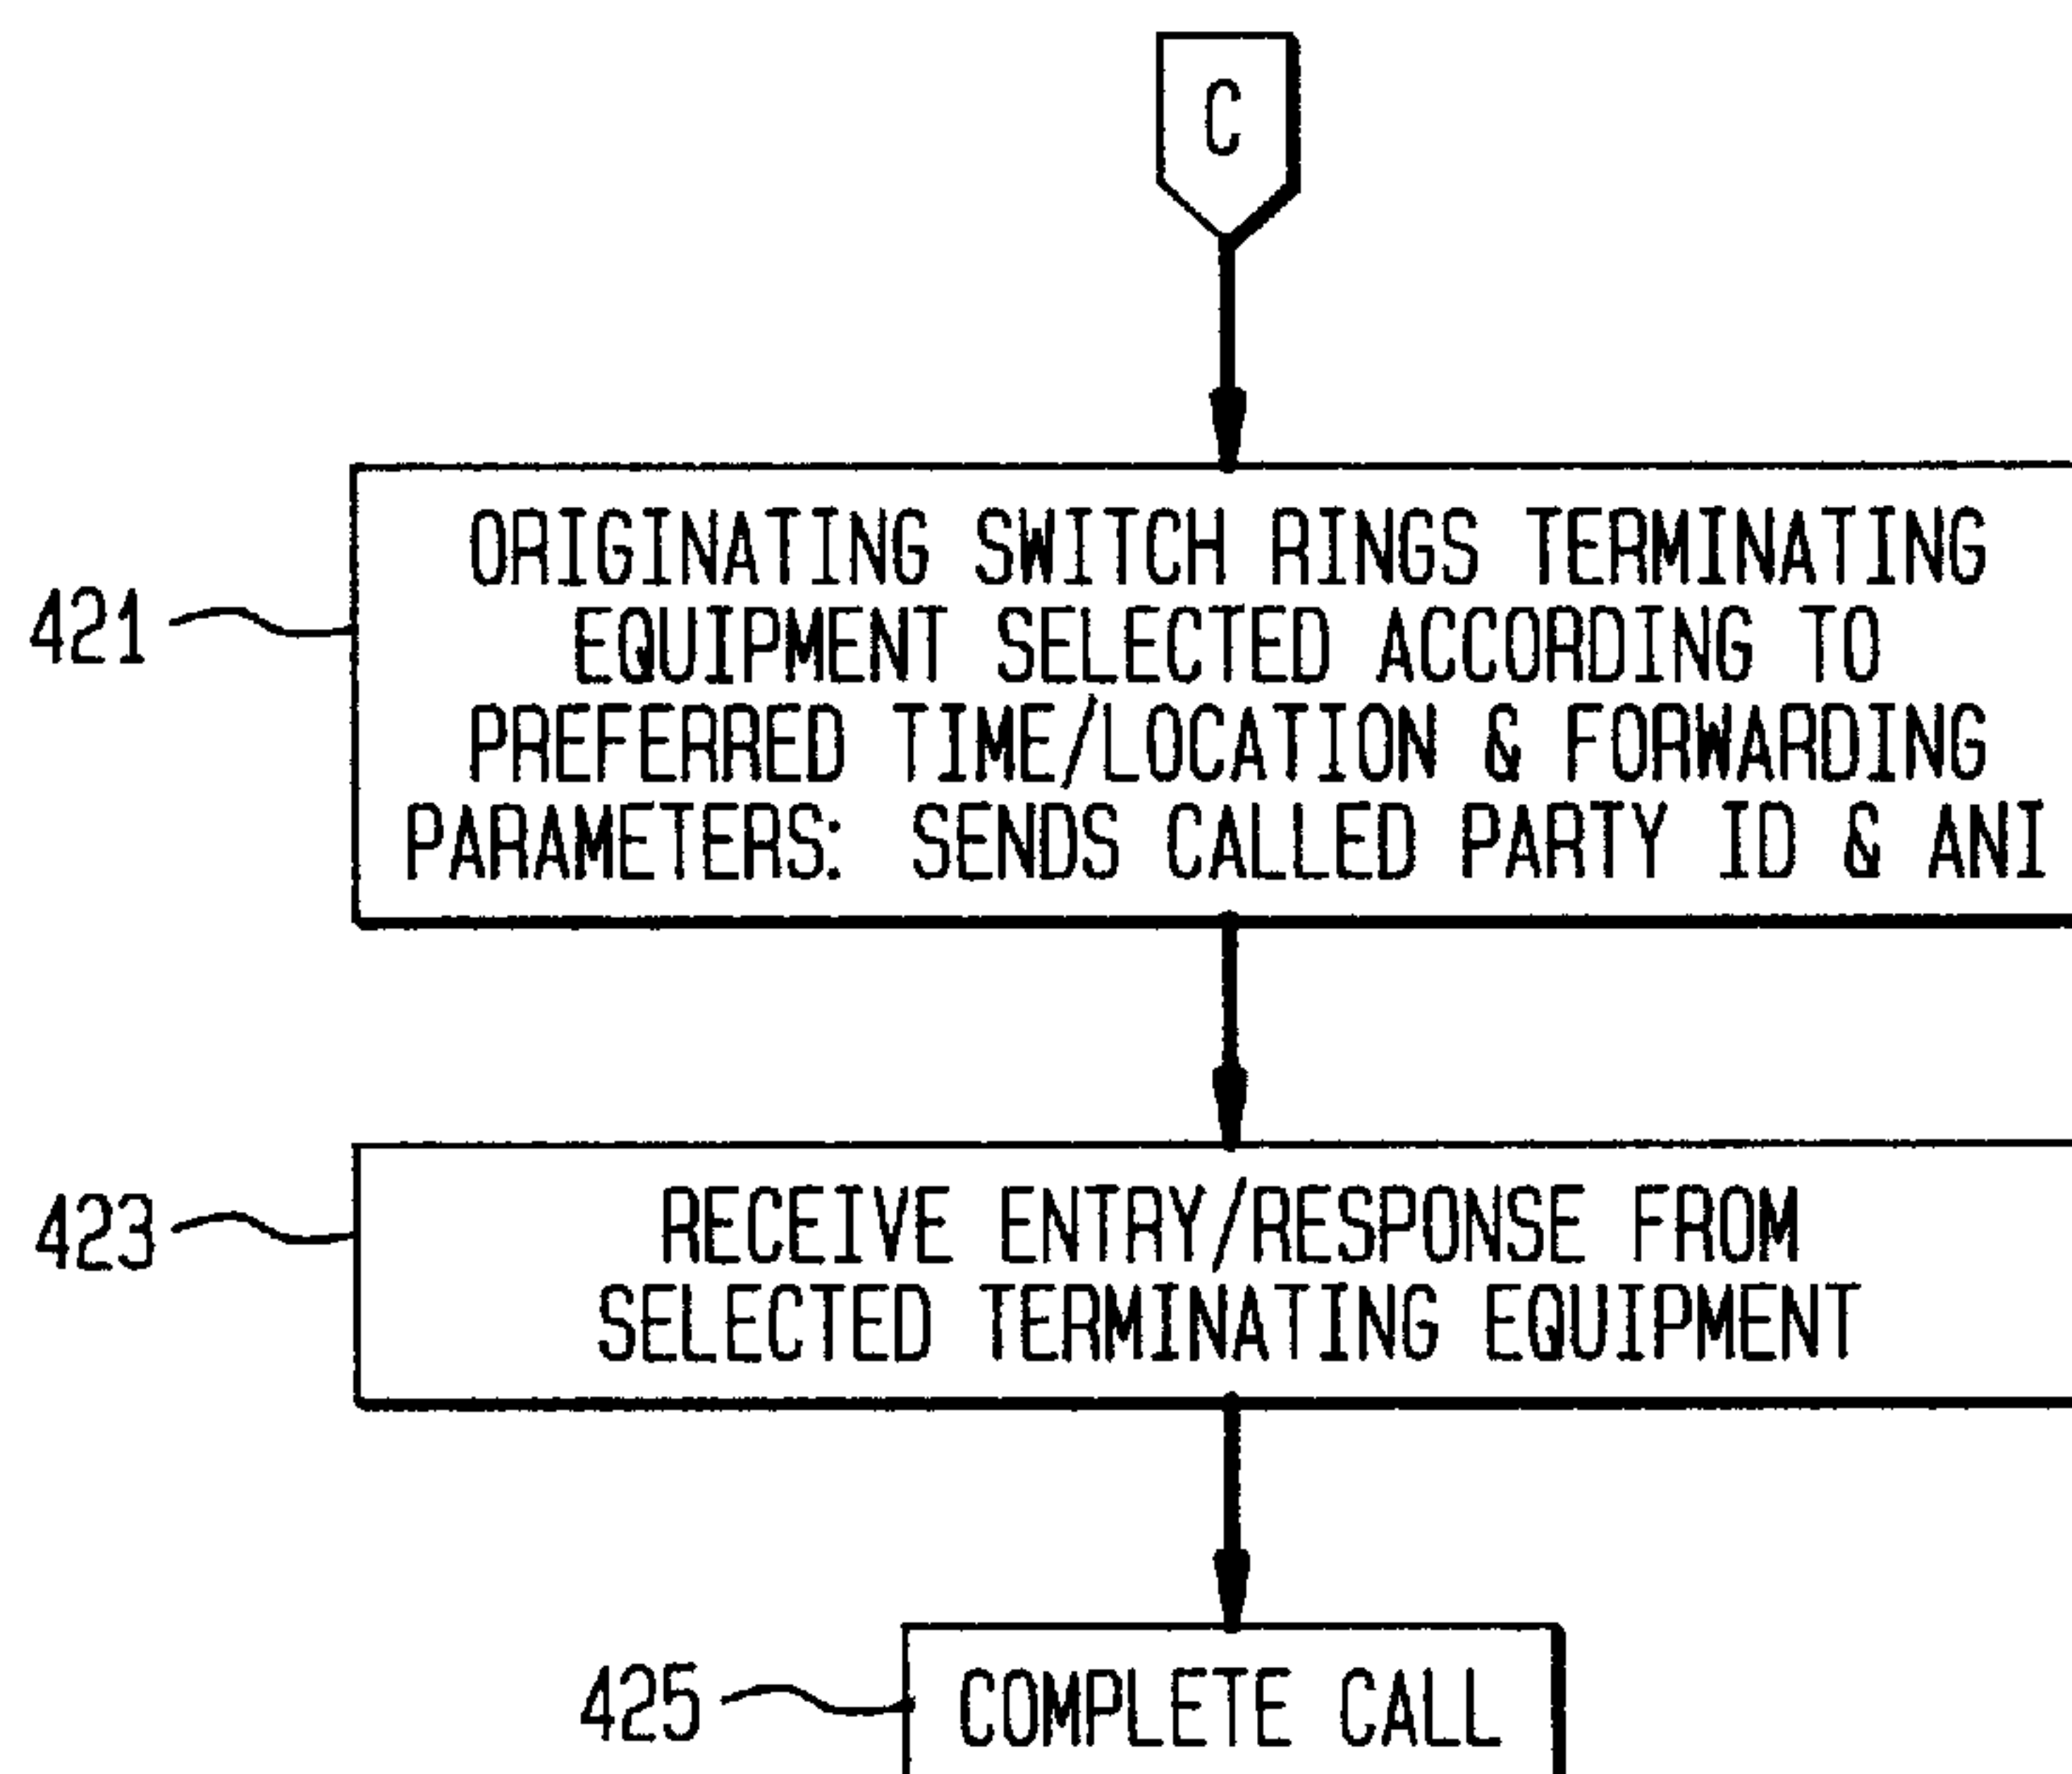 C
421
ORIGINATING SWITCH RINGS TERMINATING
EQUIPMENT SELECTED ACCORDING TO
PREFERRED TIME/LOCATION & FORWARDING
PARAMETERS: SENDS CALLED PARTY ID & ANI
423
RECEIVE ENTRY/RESPONSE FROM
SELECTED TERMINATING EQUIPMENT
425
COMPLETE CALL